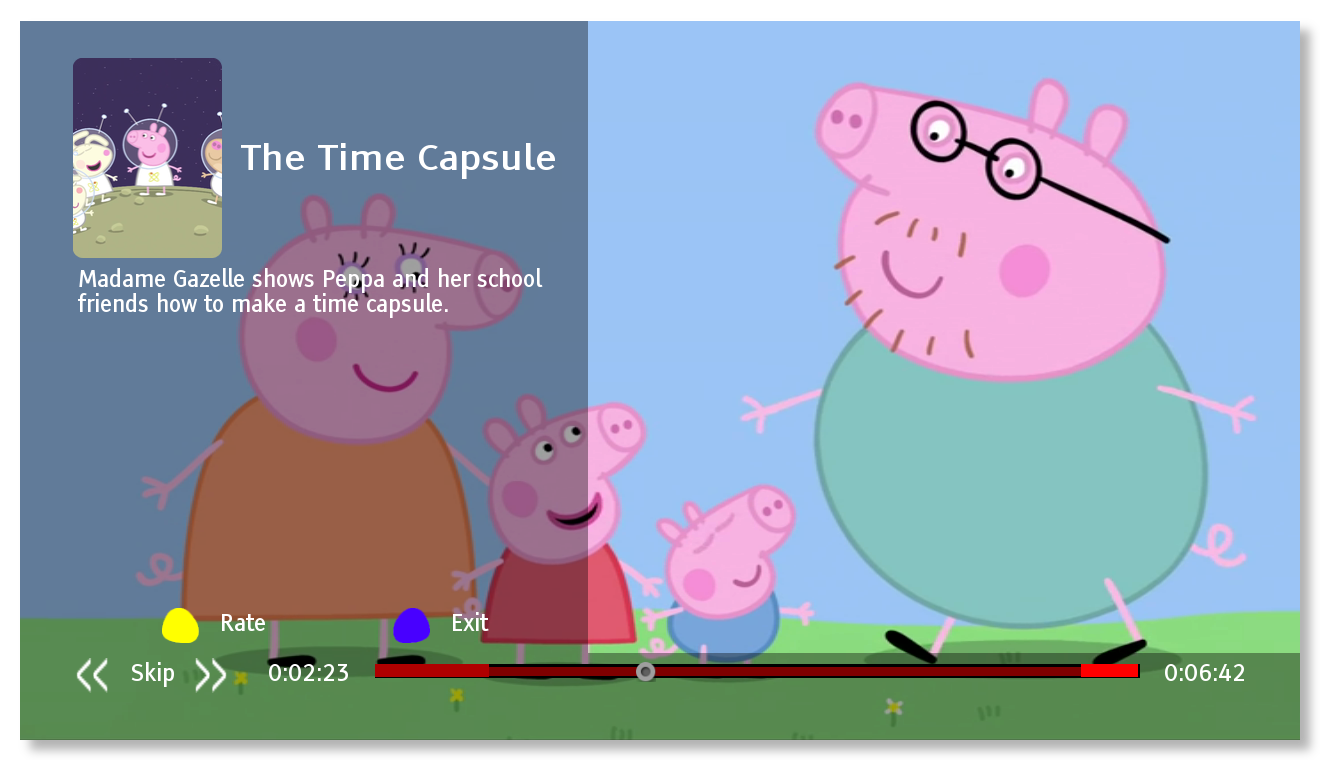 The Time Capsule
Madame Gazelle shows Peppa and her school
friends how to make a time capsule.
Rate
Exit
Skip
0:02:23
0:06:42